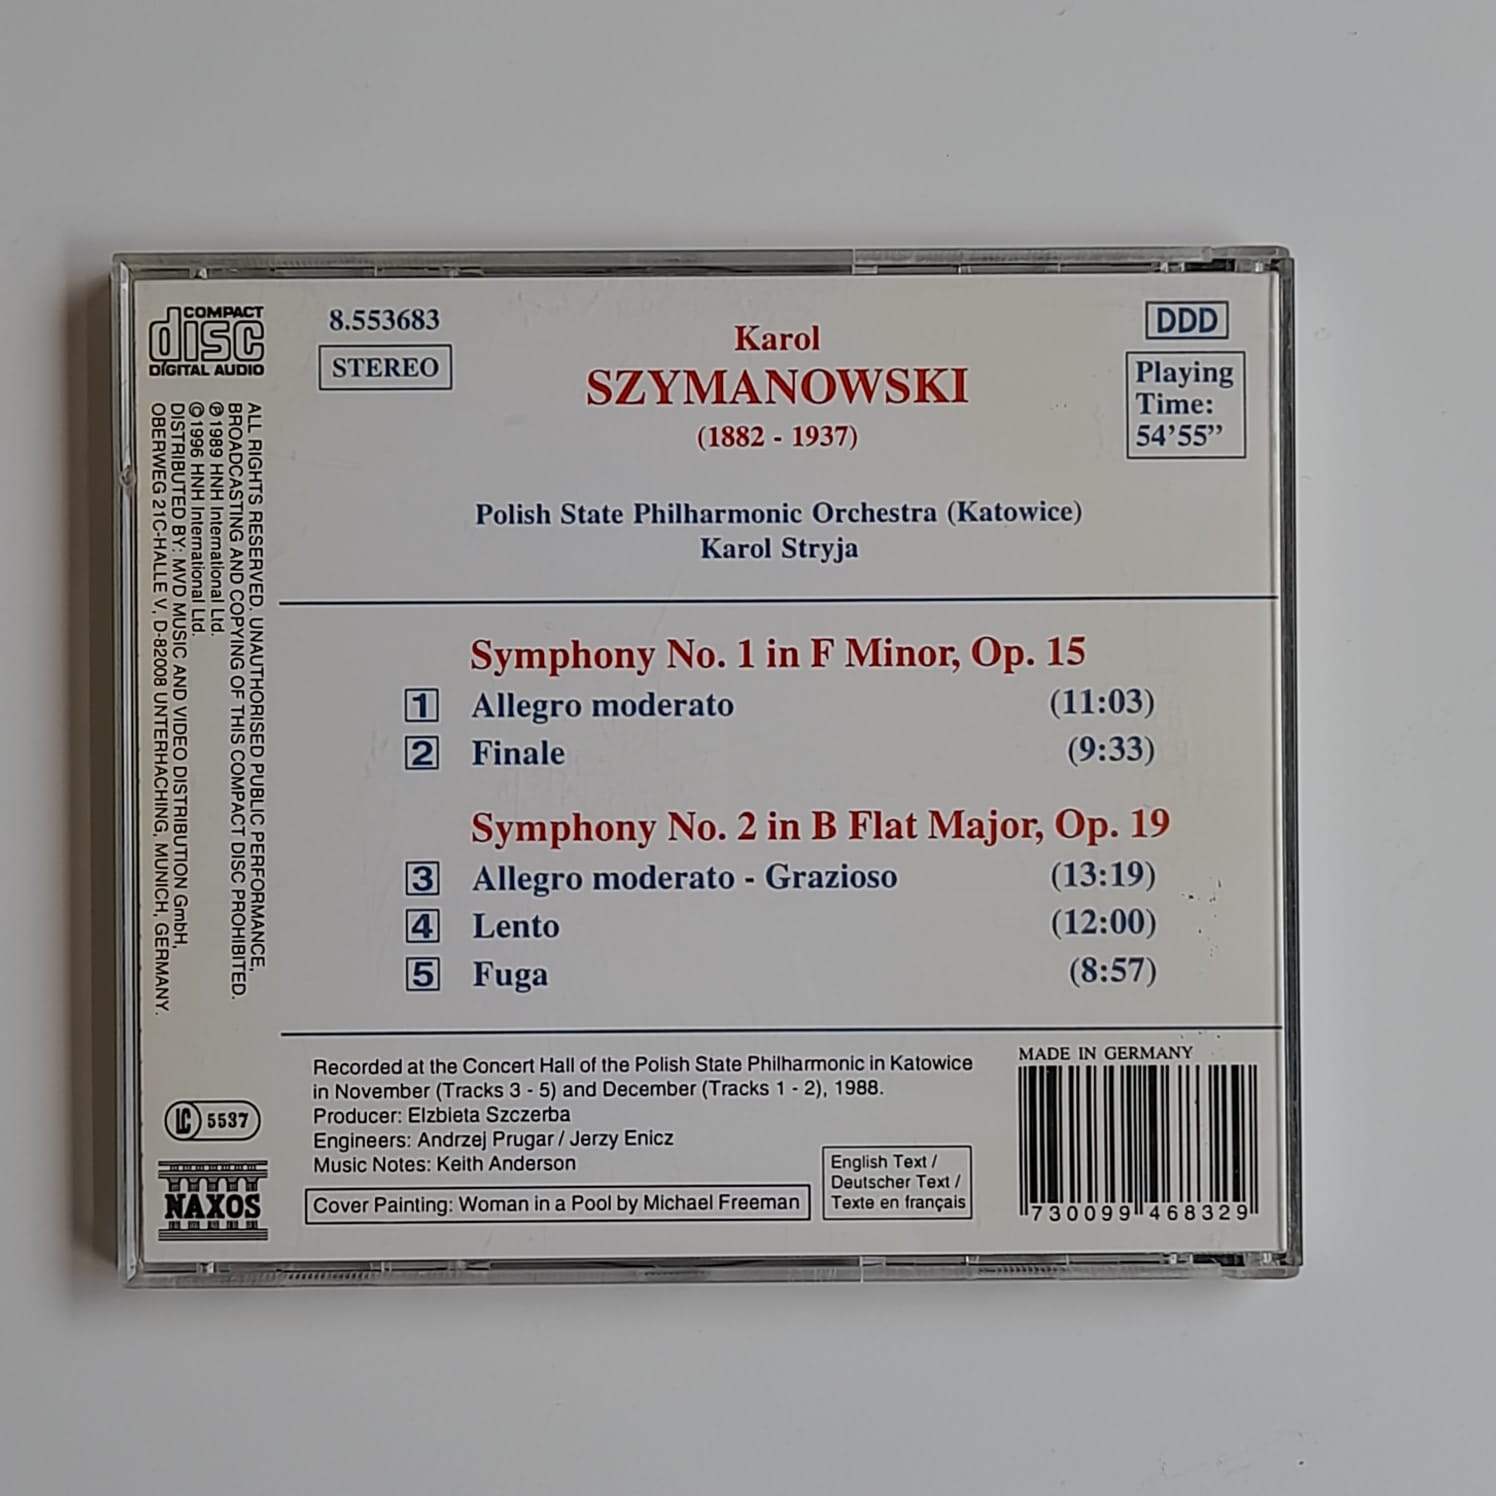 COMPACT
disc
DIGITAL AUDIO
8.553683
STEREO
Karol
SZYMANOWSKI
(1882 - 1937)
DDD
Playing
Time:
54’55”
Polish State Philharmonic Orchestra (Katowice)
Karol Stryja
Symphony No. 1 in F Minor, Op. 15
1 Allegro moderato (11:03)
2 Finale (9:33)
Symphony No. 2 in B Flat Major, Op. 19
3 Allegro moderato - Grazioso (13:19)
4 Lento (12:00)
5 Fuga (8:57)
ALL RIGHTS RESERVED. UNAUTHORISED PUBLIC PERFORMANCE,
BROADCASTING AND COPYING OF THIS COMPACT DISC PROHIBITED.
℗ 1989 HNH International Ltd.
© 1996 HNH International Ltd.
DISTRIBUTED BY: MVD MUSIC AND VIDEO DISTRIBUTION GmbH,
OBERWEG 21C-HALLE V, D-82008 UNTERHACHING, MUNICH, GERMANY.
LC 5537
NAXOS
Recorded at the Concert Hall of the Polish State Philharmonic in Katowice
in November (Tracks 3 - 5) and December (Tracks 1 - 2), 1988.
Producer: Elzbieta Szczerba
Engineers: Andrzej Prugar / Jerzy Enicz
Music Notes: Keith Anderson
Cover Painting: Woman in a Pool by Michael Freeman
English Text /
Deutscher Text /
Texte en français
MADE IN GERMANY
730099 468329